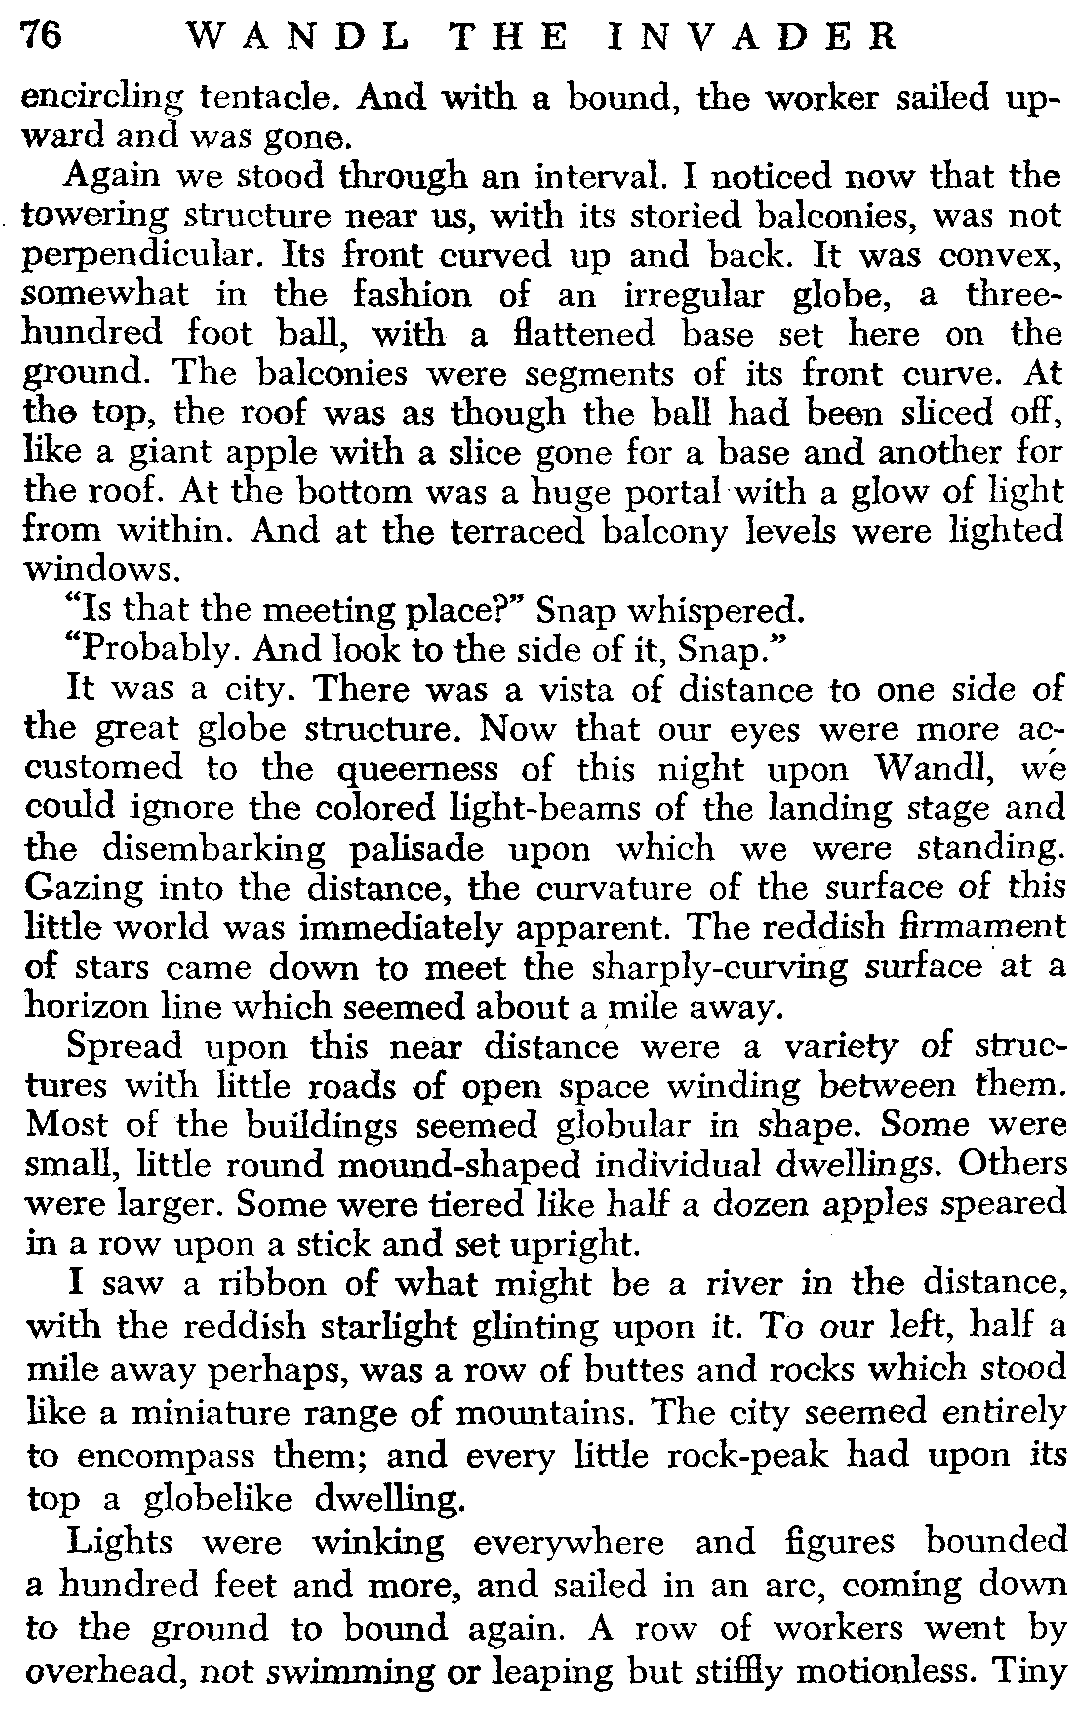 76 WANDL THE INVADER
encircling tentacle. And with a bound, the worker sailed up-
ward and was gone.
Again we stood through an interval. I noticed now that the
towering structure near us, with its storied balconies, was not
perpendicular. Its front curved up and back. It was convex,
somewhat in the fashion of an irregular globe, a three-
hundred foot ball, with a flattened base set here on the
ground. The balconies were segments of its front curve. At
the top, the roof was as though the ball had been sliced off,
like a giant apple with a slice gone for a base and another for
the roof. At the bottom was a huge portal with a glow of light
from within. And at the terraced balcony levels were lighted
windows.
“Is that the meeting place?” Snap whispered.
“Probably. And look to the side of it, Snap.”
It was a city. There was a vista of distance to one side of
the great globe structure. Now that our eyes were more ac-
customed to the queerness of this night upon Wandl, we
could ignore the colored light-beams of the landing stage and
the disembarking palisade upon which we were standing.
Gazing into the distance, the curvature of the surface of this
little world was immediately apparent. The reddish firmament
of stars came down to meet the sharply-curving surface at a
horizon line which seemed about a mile away.
Spread upon this near distance were a variety of struc-
tures with little roads of open space winding between them.
Most of the buildings seemed globular in shape. Some were
small, little round mound-shaped individual dwellings. Others
were larger. Some were tiered like half a dozen apples speared
in a row upon a stick and set upright.
I saw a ribbon of what might be a river in the distance,
with the reddish starlight glinting upon it. To our left, half a
mile away perhaps, was a row of buttes and rocks which stood
like a miniature range of mountains. The city seemed entirely
to encompass them; and every little rock-peak had upon its
top a globelike dwelling.
Lights were winking everywhere and figures bounded
a hundred feet and more, and sailed in an arc, coming down
to the ground to bound again. A row of workers went by
overhead, not swimming or leaping but stiffly motionless. Tiny